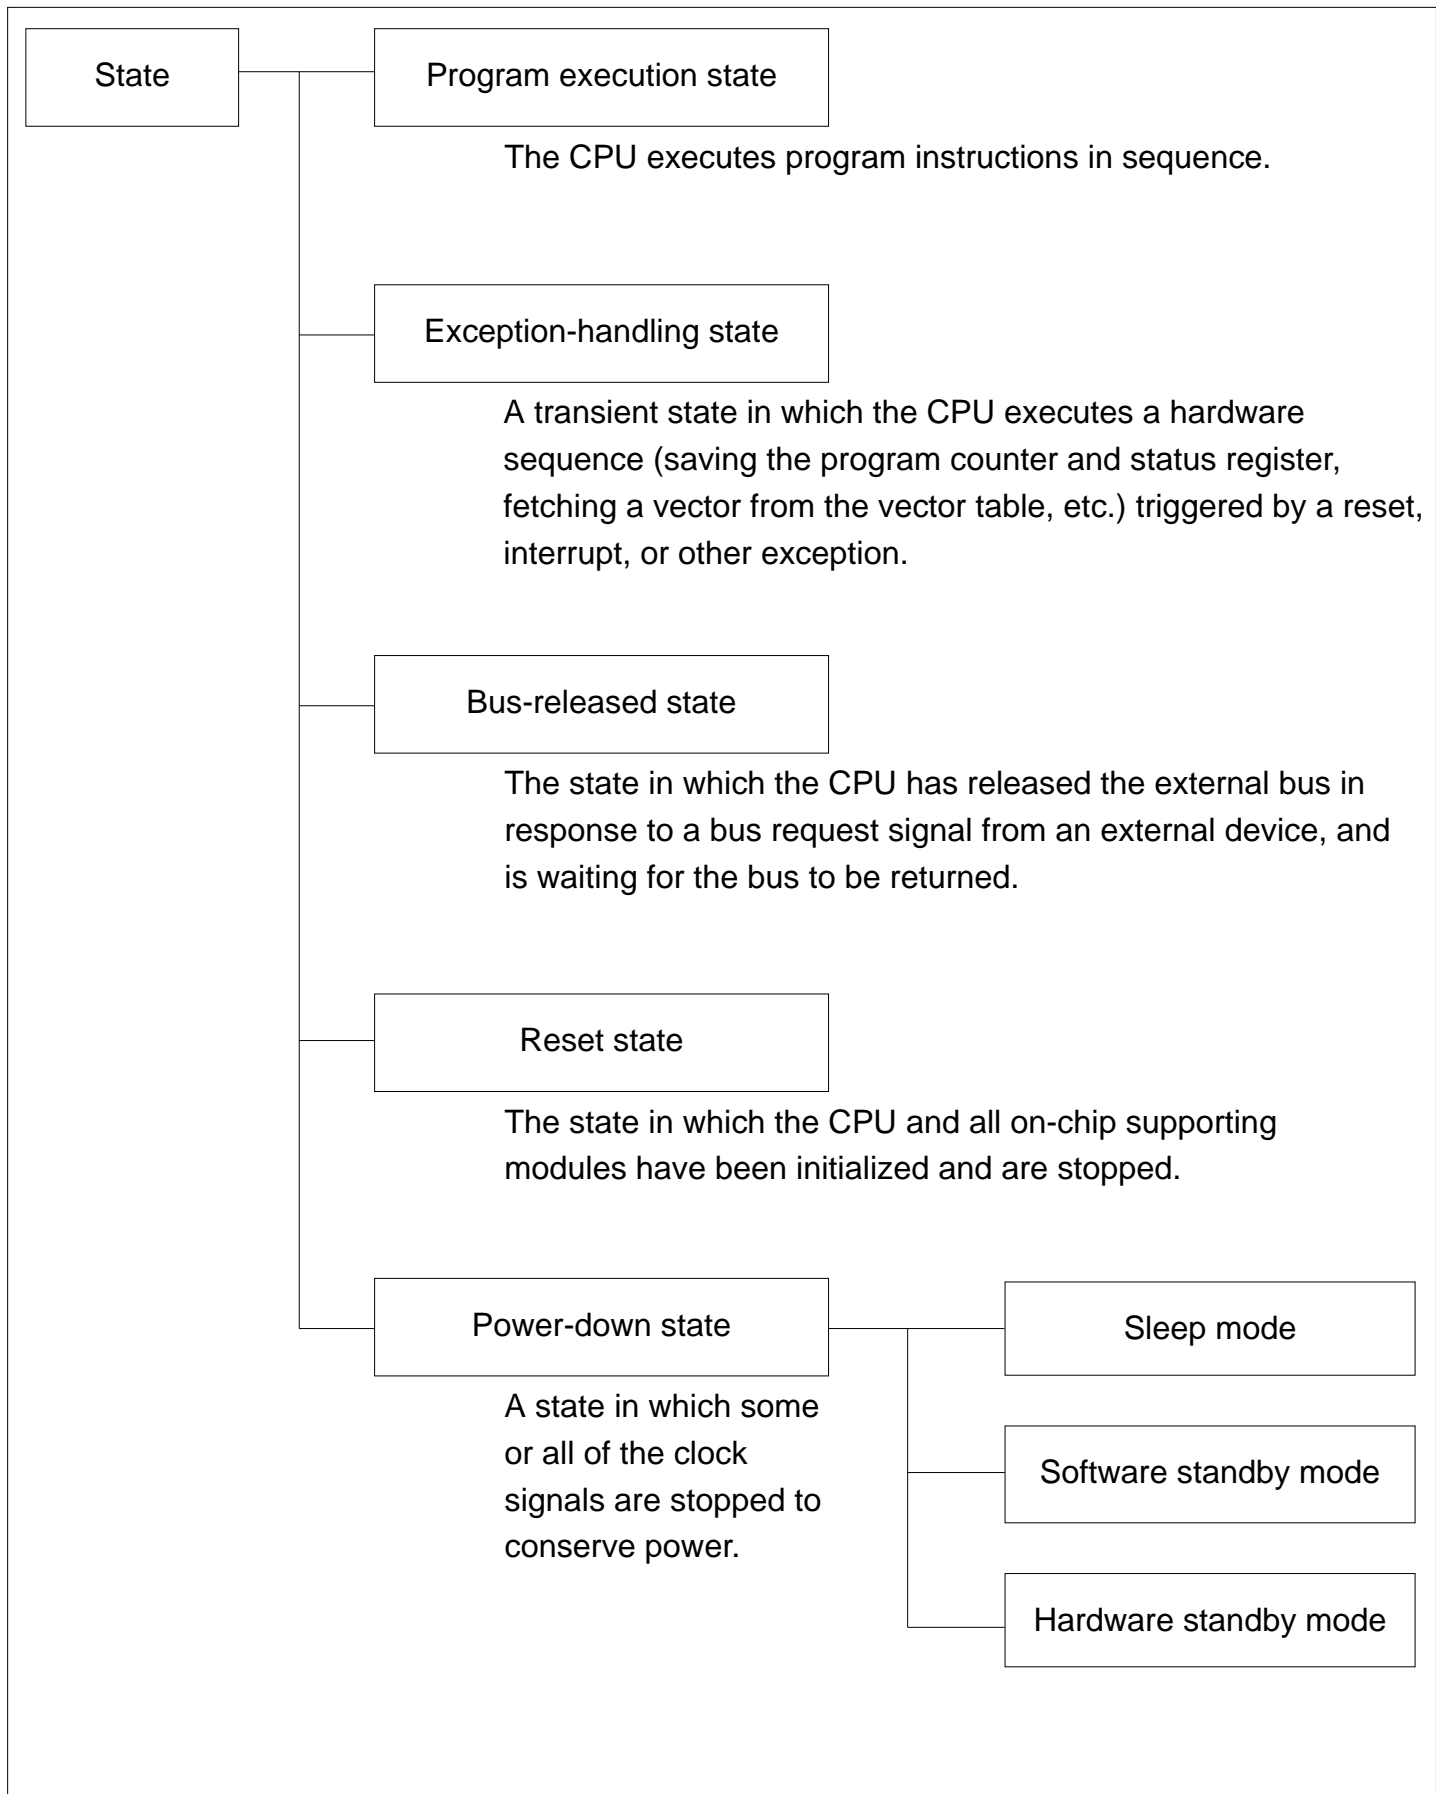 State
Program execution state
The CPU executes program instructions in sequence.
Exception-handling state
A transient state in which the CPU executes a hardware
sequence (saving the program counter and status register,
fetching a vector from the vector table, etc.) triggered by a reset,
interrupt, or other exception.
Bus-released state
The state in which the CPU has released the external bus in
response to a bus request signal from an external device, and
is waiting for the bus to be returned.
Reset state
The state in which the CPU and all on-chip supporting
modules have been initialized and are stopped.
Power-down state
A state in which some
or all of the clock
signals are stopped to
conserve power.
Sleep mode
Software standby mode
Hardware standby mode